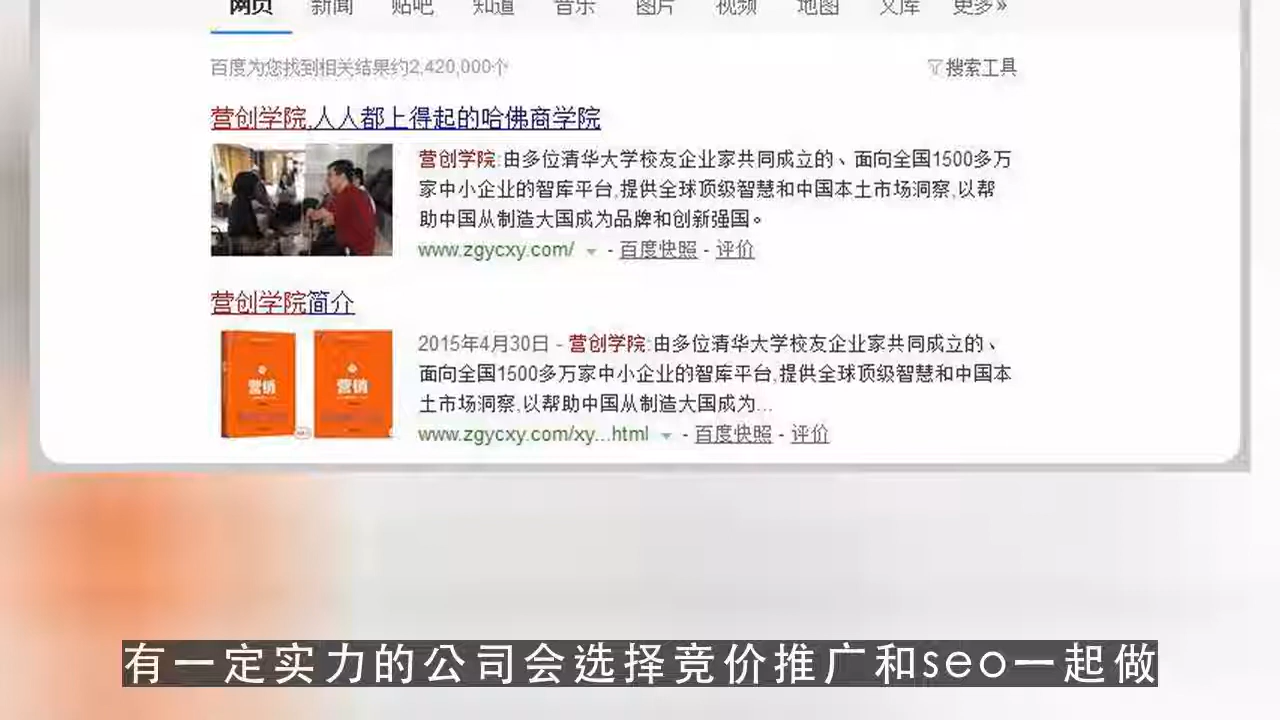 网页 新闻 贴吧 知道 音乐 图片 视频 地图 文库 更多»
百度为您找到相关结果约2,420,000个 搜索工具
营创学院,人人都上得起的哈佛商学院
营创学院:由多位清华大学校友企业家共同成立的、面向全国1500多万
家中小企业的智库平台,提供全球顶级智慧和中国本土市场洞察,以帮
助中国从制造大国成为品牌和创新强国。
www.zgycxy.com/ - 百度快照 - 评价
营创学院简介
营销 营销
2015年4月30日 - 营创学院:由多位清华大学校友企业家共同成立的、
面向全国1500多万家中小企业的智库平台,提供全球顶级智慧和中国本
土市场洞察,以帮助中国从制造大国成为...
www.zgycxy.com/xy...html - 百度快照 - 评价
有一定实力的公司会选择竞价推广和seo一起做